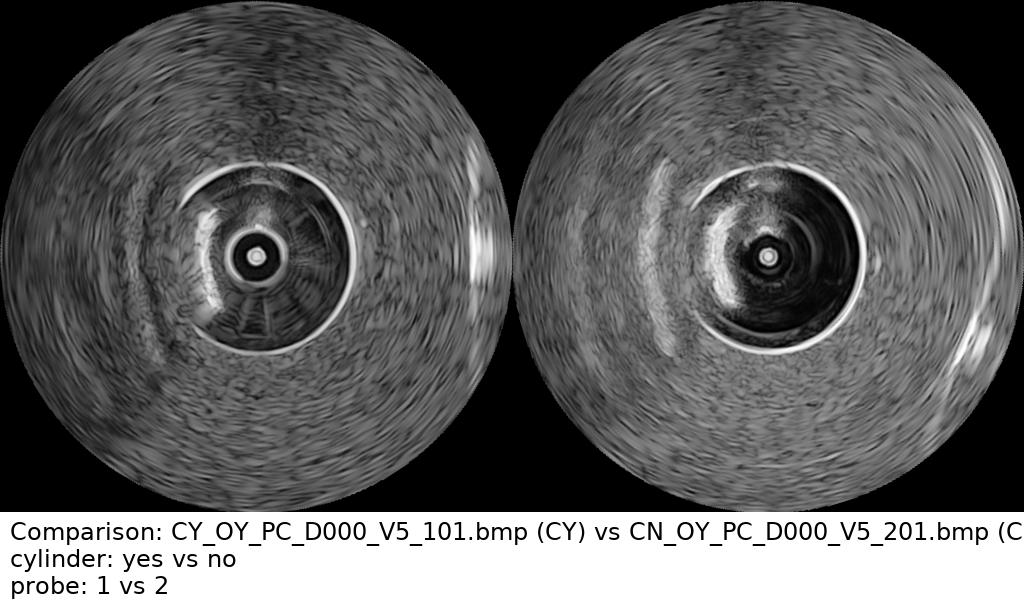 Comparison: CY_OY_PC_D000_V5_101.bmp (CY) vs CN_OY_PC_D000_V5_201.bmp (C
cylinder: yes vs no
probe: 1 vs 2